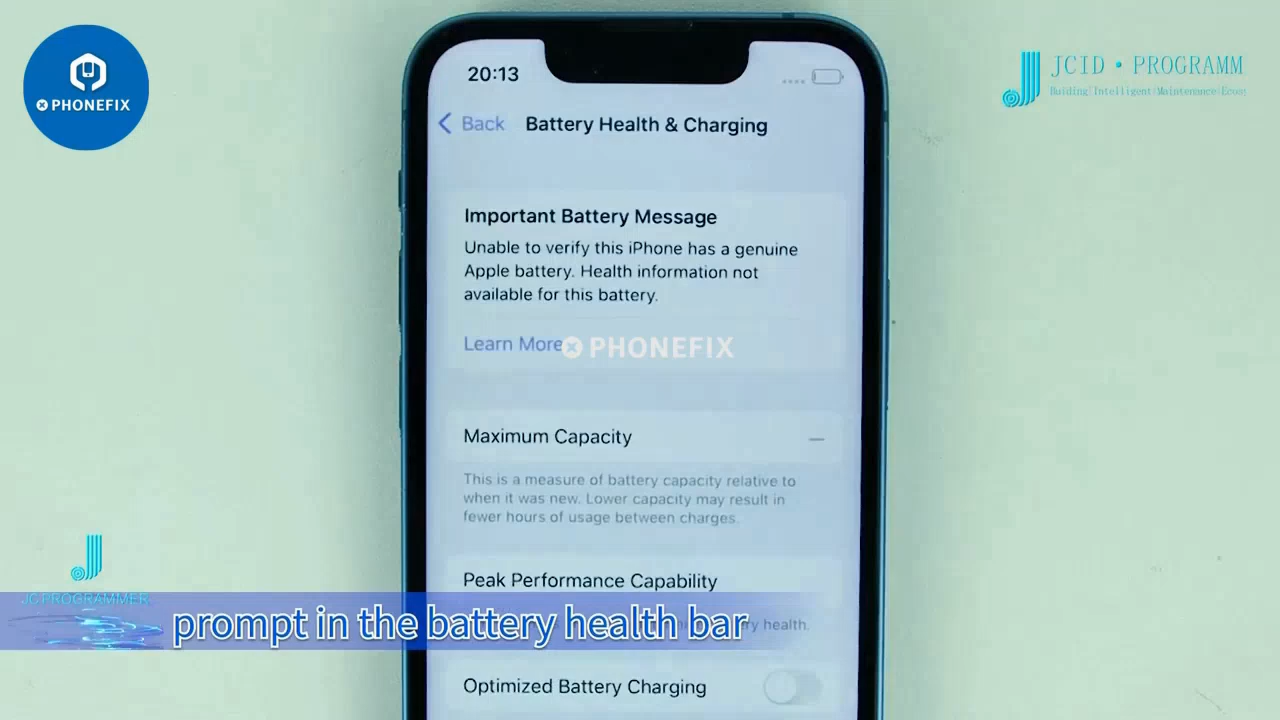 PHONEFIX
JCID • PROGRAMM
Building Intelligent Maintenance Ecos
20:13
Back
Battery Health & Charging
Important Battery Message
Unable to verify this iPhone has a genuine
Apple battery. Health information not
available for this battery.
Learn More
PHONEFIX
Maximum Capacity —
This is a measure of battery capacity relative to
when it was new. Lower capacity may result in
fewer hours of usage between charges.
Peak Performance Capability
JC PROGRAMMER
prompt in the battery health bar
health.
Optimized Battery Charging